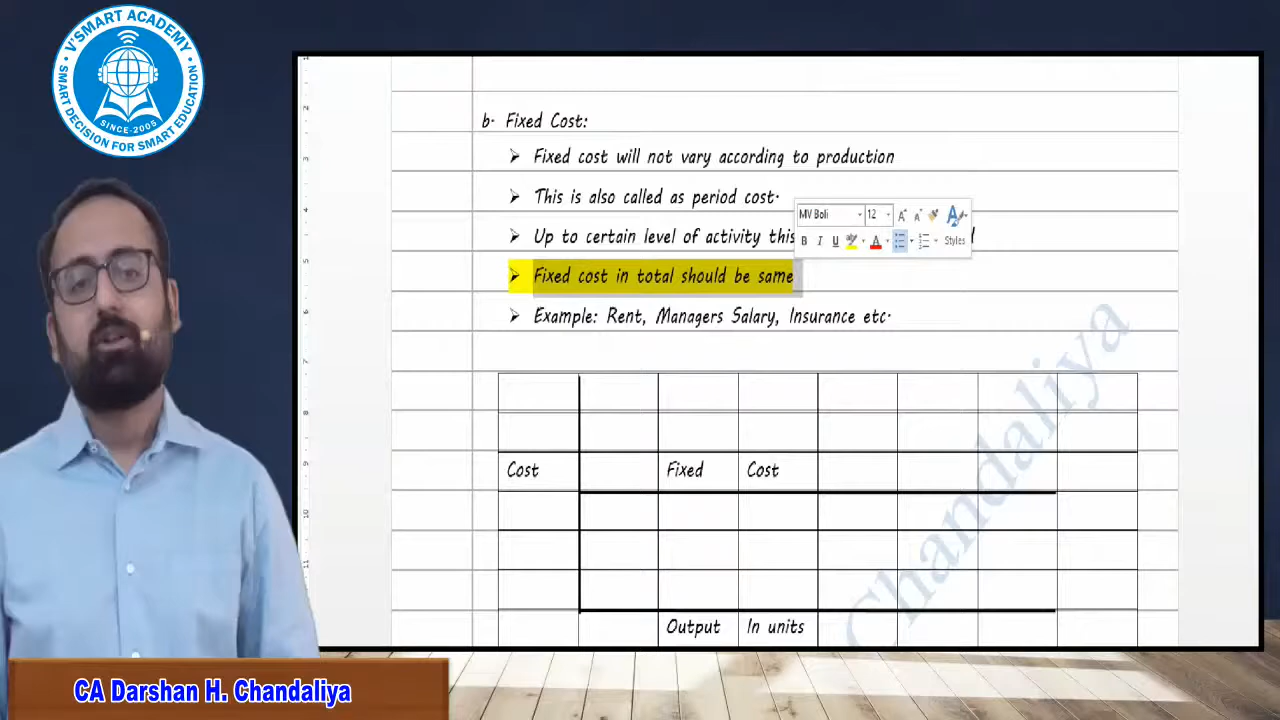 V'SMART ACADEMY
SINCE-2005
SMART DECISION FOR SMART EDUCATION
b. Fixed Cost:
➢ Fixed cost will not vary according to production
➢ This is also called as period cost.
MV Boli 12
➢ Up to certain level of activity this
B I U A Styles
➢ Fixed cost in total should be same
➢ Example: Rent, Managers Salary, Insurance etc.
Cost Fixed Cost
Output In units
Chandaliya
CA Darshan H. Chandaliya